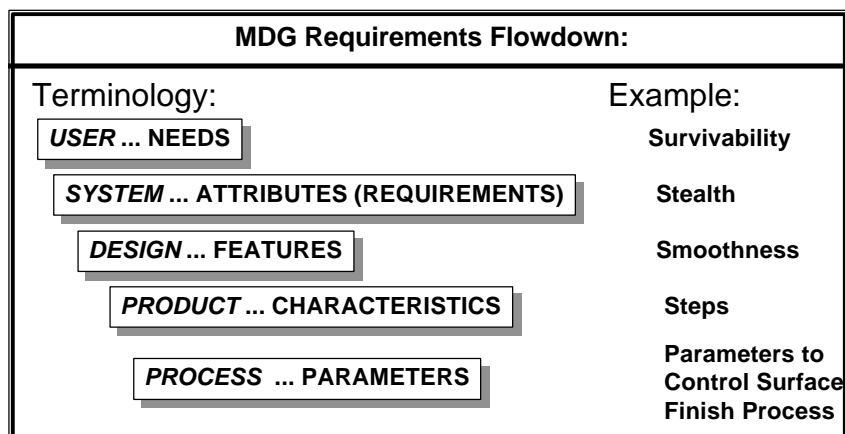 MDG Requirements Flowdown:
Terminology: Example:
USER ... NEEDS Survivability
SYSTEM ... ATTRIBUTES (REQUIREMENTS) Stealth
DESIGN ... FEATURES Smoothness
PRODUCT ... CHARACTERISTICS Steps
PROCESS ... PARAMETERS Parameters to
Control Surface
Finish Process